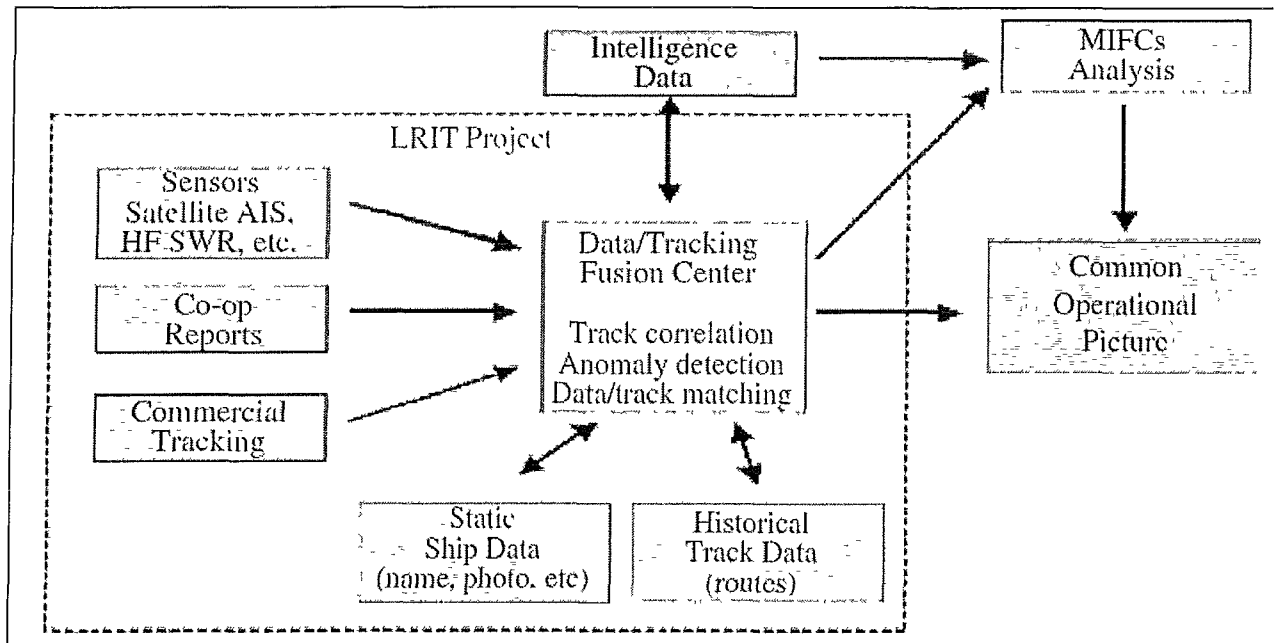 Intelligence
Data
MIFCs
Analysis
LRIT Project
Sensors
Satellite AIS,
HF SWR, etc.
Co-op
Reports
Commercial
Tracking
Data/Tracking
Fusion Center
Track correlation
Anomaly detection
Data/track matching
Common
Operational
Picture
Static
Ship Data
(name, photo, etc)
Historical
Track Data
(routes)